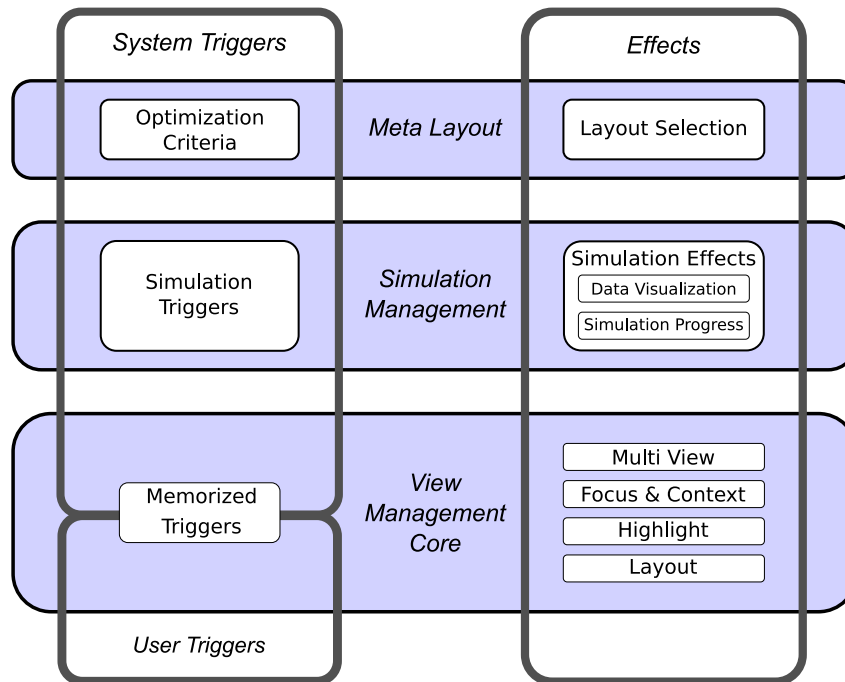 System Triggers
Effects
Optimization
Criteria
Meta Layout
Layout Selection
Simulation
Triggers
Simulation
Management
Simulation Effects
Data Visualization
Simulation Progress
Memorized
Triggers
View
Management
Core
Multi View
Focus & Context
Highlight
Layout
User Triggers